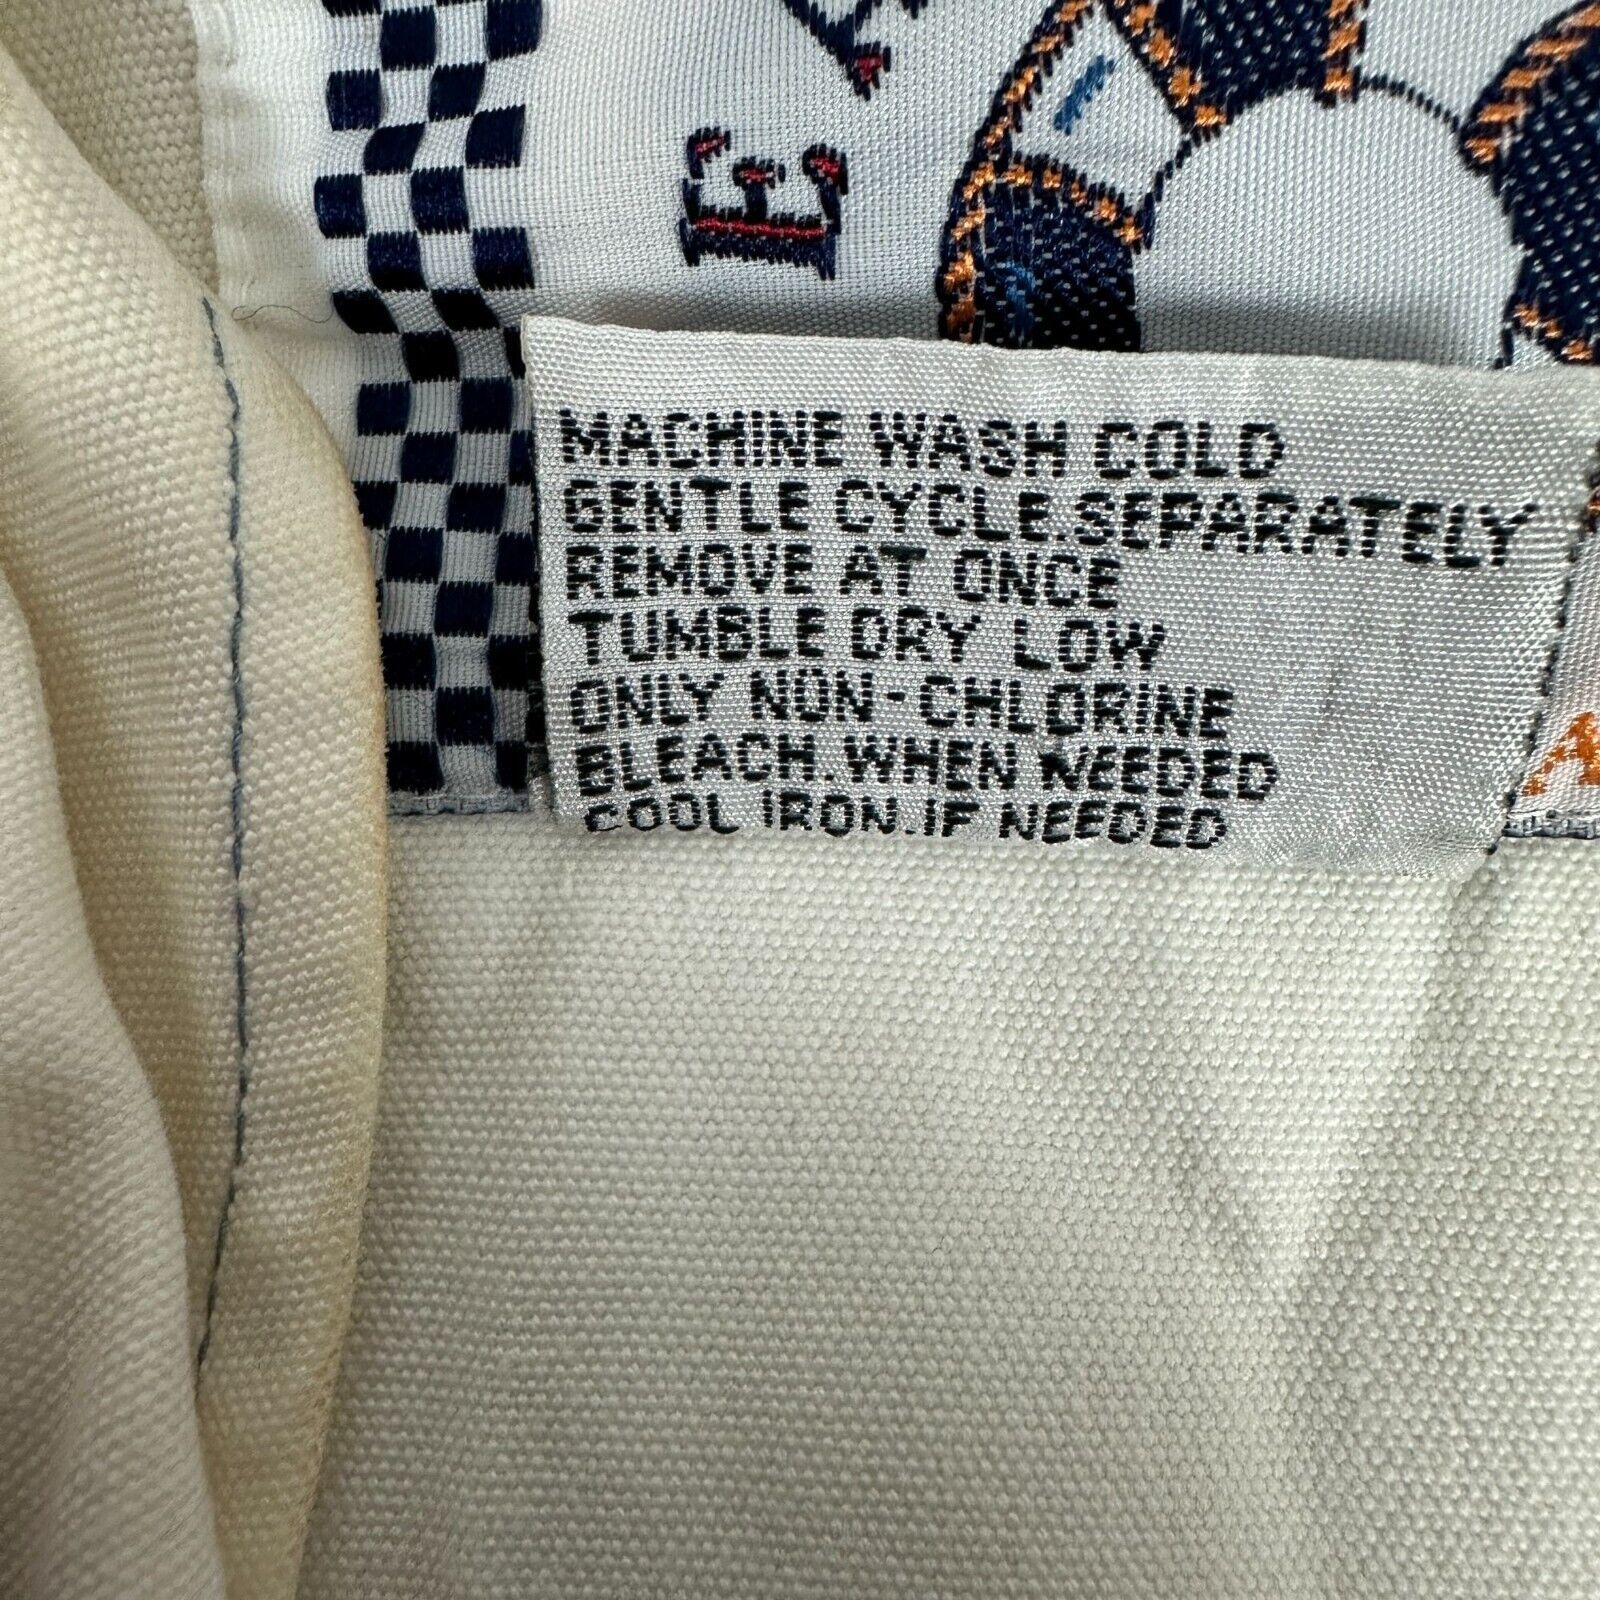 MACHINE WASH COLD
GENTLE CYCLE.SEPARATELY
REMOVE AT ONCE
TUMBLE DRY LOW
ONLY NON-CHLORINE
BLEACH.WHEN NEEDED
COOL IRON.IF NEEDED